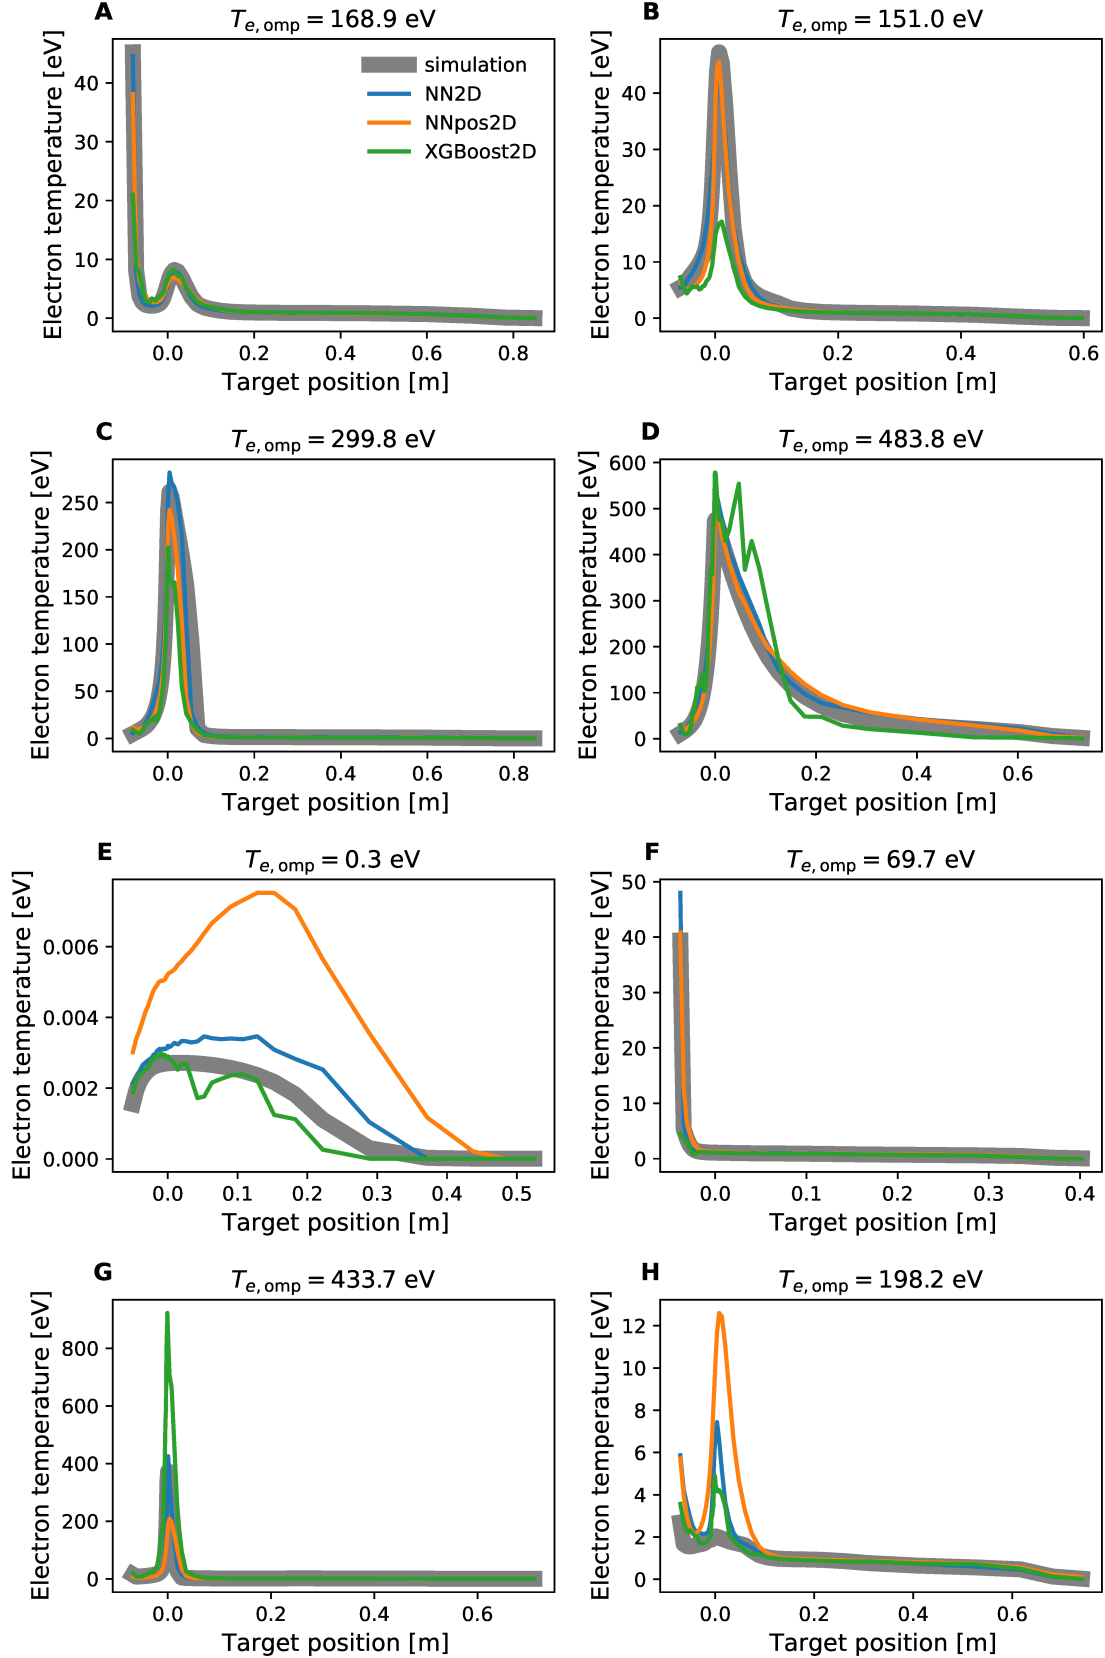 A
T_e, omp = 168.9 eV
Electron temperature [eV]
40
30
20
10
0
simulation
NN2D
NNpos2D
XGBoost2D
0.0 0.2 0.4 0.6 0.8
Target position [m]
B
T_e, omp = 151.0 eV
Electron temperature [eV]
40
30
20
10
0
0.0 0.2 0.4 0.6
Target position [m]
C
T_e, omp = 299.8 eV
Electron temperature [eV]
250
200
150
100
50
0
0.0 0.2 0.4 0.6 0.8
Target position [m]
D
T_e, omp = 483.8 eV
Electron temperature [eV]
600
500
400
300
200
100
0
0.0 0.2 0.4 0.6
Target position [m]
E
T_e, omp = 0.3 eV
Electron temperature [eV]
0.006
0.004
0.002
0.000
0.0 0.1 0.2 0.3 0.4 0.5
Target position [m]
F
T_e, omp = 69.7 eV
Electron temperature [eV]
50
40
30
20
10
0
0.0 0.1 0.2 0.3 0.4
Target position [m]
G
T_e, omp = 433.7 eV
Electron temperature [eV]
800
600
400
200
0
0.0 0.2 0.4 0.6
Target position [m]
H
T_e, omp = 198.2 eV
Electron temperature [eV]
12
10
8
6
4
2
0
0.0 0.2 0.4 0.6
Target position [m]